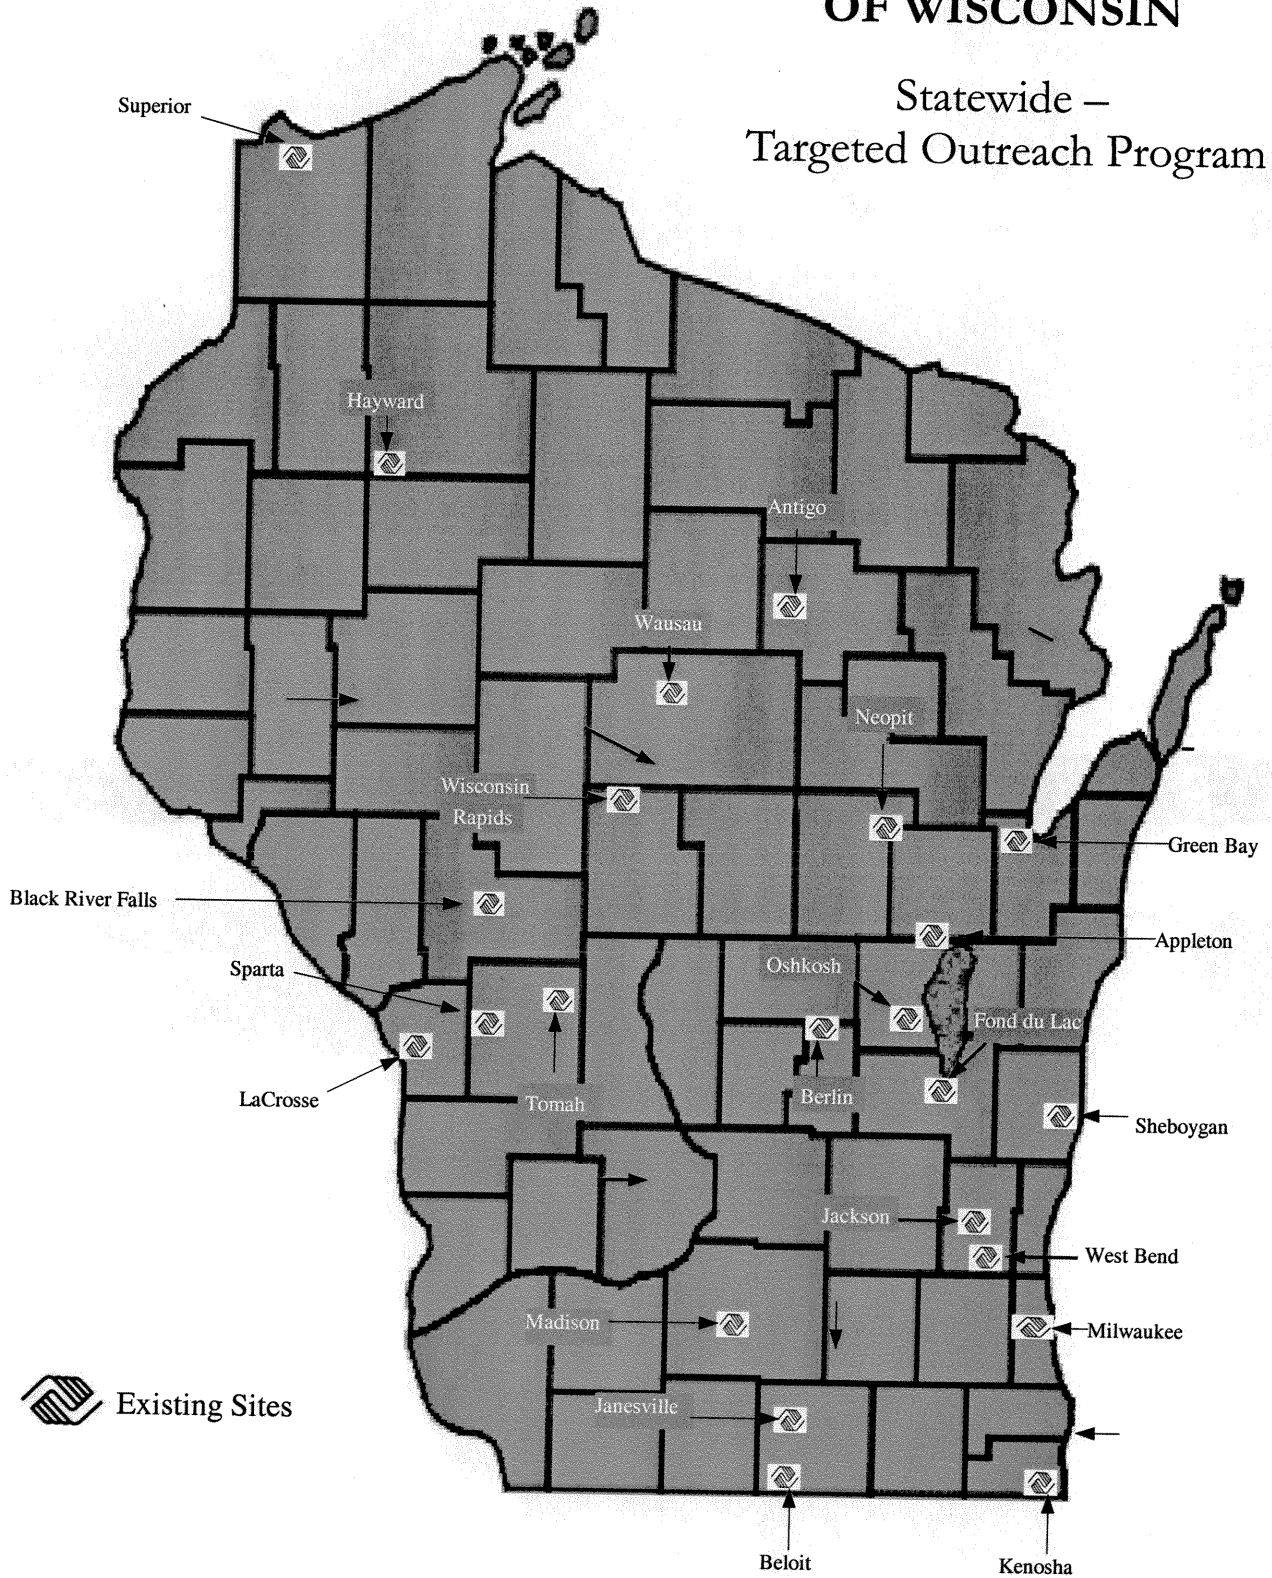 OF WISCONSIN
Statewide –
Targeted Outreach Program
Superior
Hayward
Antigo
Wausau
Neopit
Wisconsin
Rapids
Green Bay
Black River Falls
Appleton
Oshkosh
Sparta
Fond du Lac
LaCrosse
Tomah
Berlin
Sheboygan
Jackson
West Bend
Madison
Milwaukee
Existing Sites
Janesville
Beloit
Kenosha